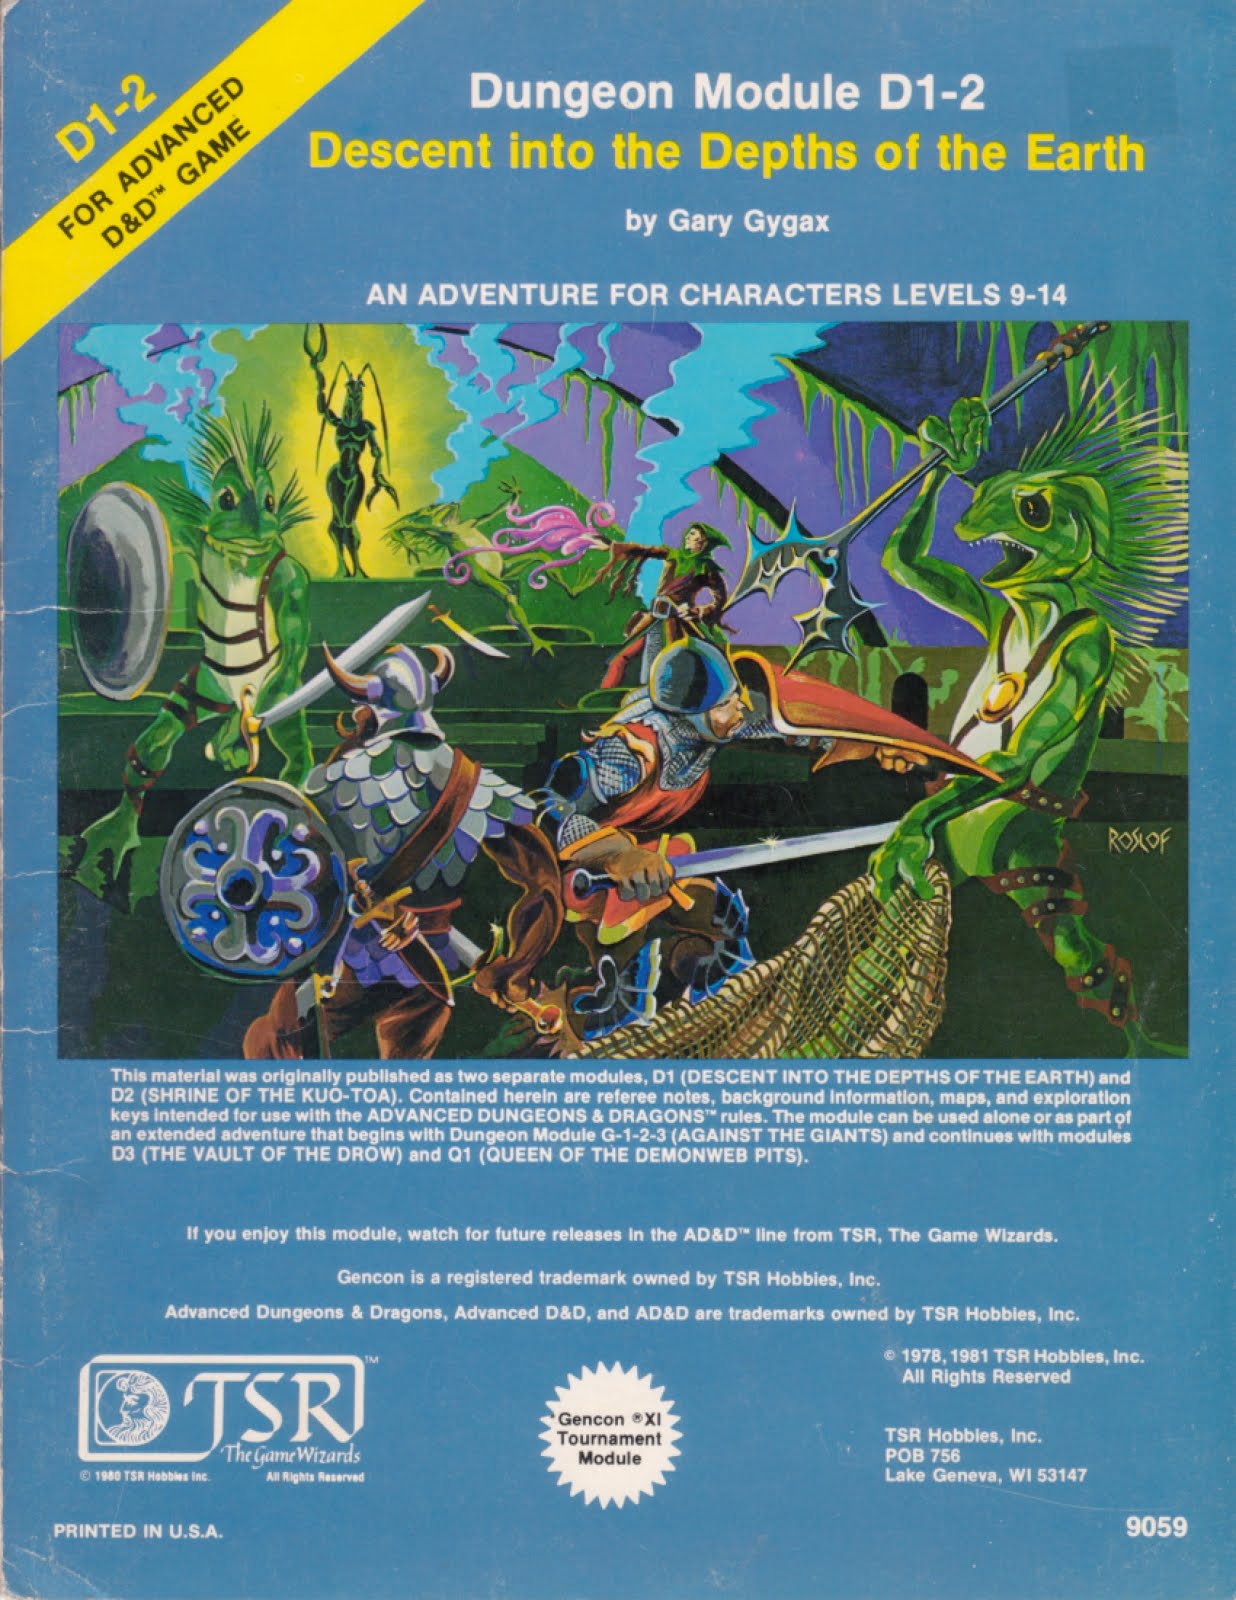 D1-2
FOR ADVANCED
D&D™ GAME
Dungeon Module D1-2
Descent into the Depths of the Earth
by Gary Gygax
AN ADVENTURE FOR CHARACTERS LEVELS 9-14
ROSLOF
This material was originally published as two separate modules, D1 (DESCENT INTO THE DEPTHS OF THE EARTH) and
D2 (SHRINE OF THE KUO-TOA). Contained herein are referee notes, background information, maps, and exploration
keys intended for use with the ADVANCED DUNGEONS & DRAGONS™ rules. The module can be used alone or as part of
an extended adventure that begins with Dungeon Module G-1-2-3 (AGAINST THE GIANTS) and continues with modules
D3 (THE VAULT OF THE DROW) and Q1 (QUEEN OF THE DEMONWEB PITS).
If you enjoy this module, watch for future releases in the AD&D™ line from TSR, The Game Wizards.
Gencon is a registered trademark owned by TSR Hobbies, Inc.
Advanced Dungeons & Dragons, Advanced D&D, and AD&D are trademarks owned by TSR Hobbies, Inc.
© 1978, 1981 TSR Hobbies, Inc.
All Rights Reserved
TSR™
The Game Wizards
© 1980 TSR Hobbies Inc. All Rights Reserved
Gencon ® XI
Tournament
Module
TSR Hobbies, Inc.
POB 756
Lake Geneva, WI 53147
PRINTED IN U.S.A.
9059